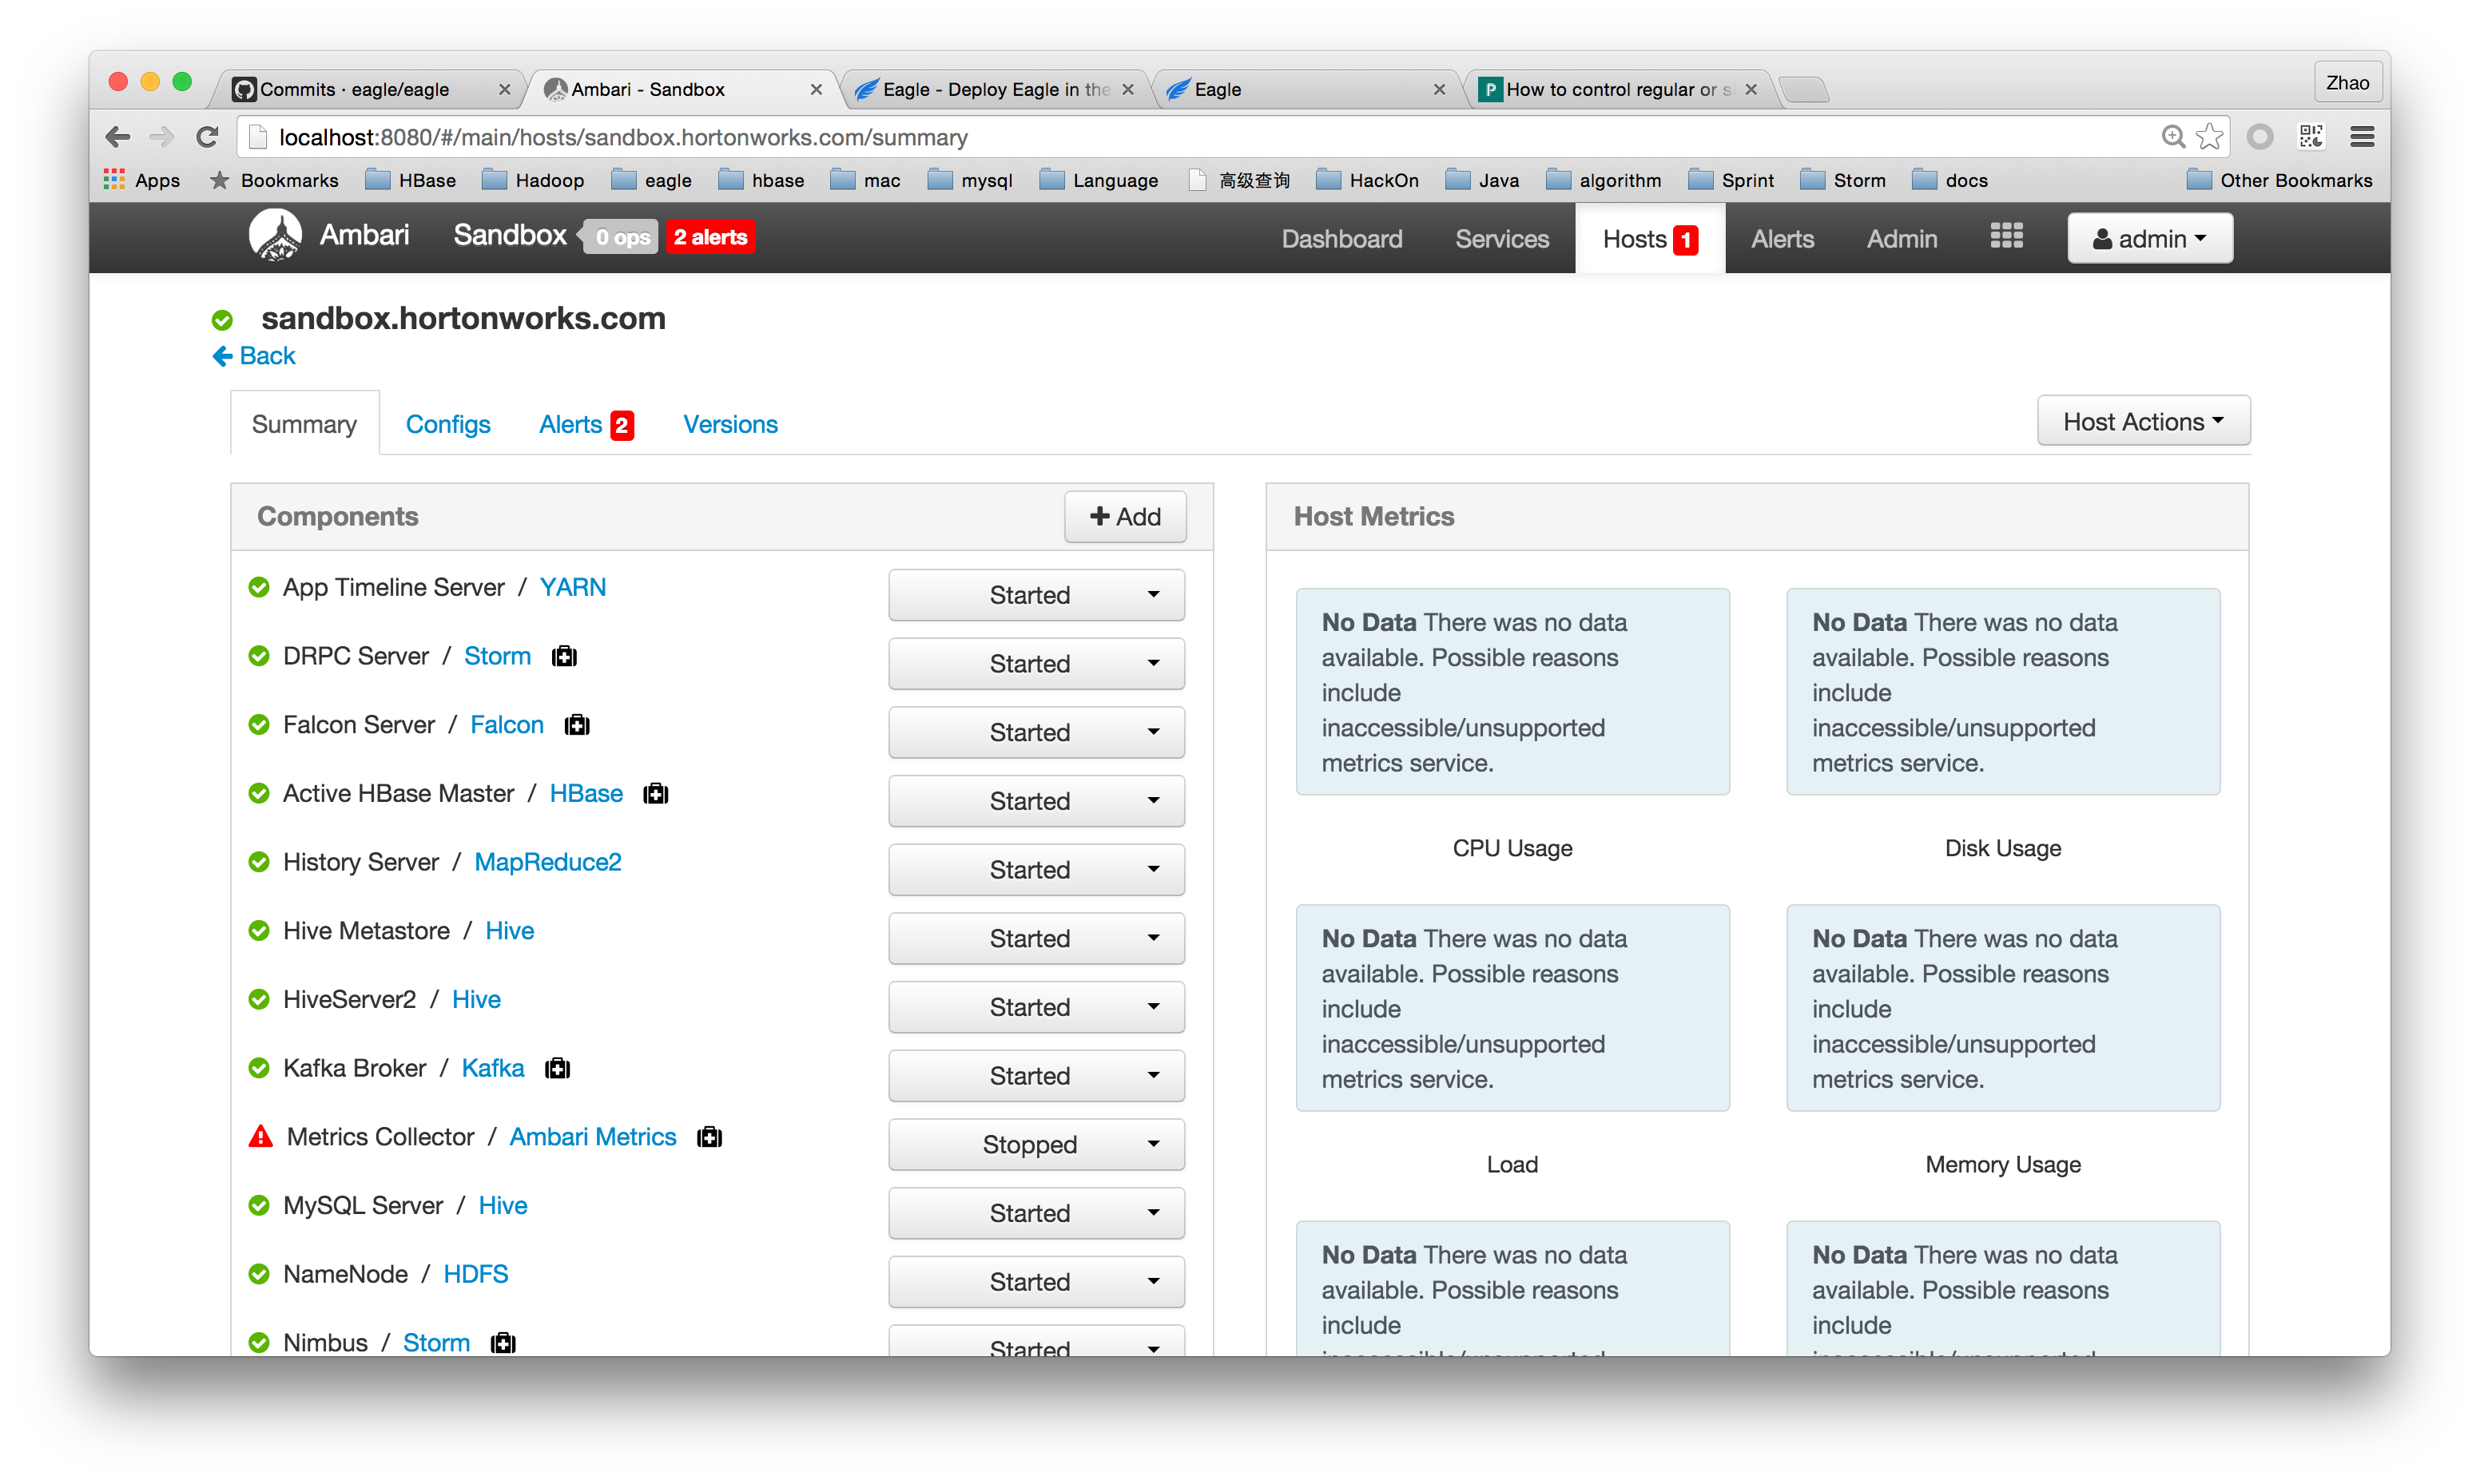 Commits · eagle/eagle
Ambari - Sandbox
Eagle - Deploy Eagle in the
Eagle
How to control regular or s
Zhao
localhost:8080/#/main/hosts/sandbox.hortonworks.com/summary
Apps
Bookmarks
HBase
Hadoop
eagle
hbase
mac
mysql
Language
高级查询
HackOn
Java
algorithm
Sprint
Storm
docs
Other Bookmarks
Ambari
Sandbox
0 ops
2 alerts
Dashboard
Services
Hosts 1
Alerts
Admin
admin
sandbox.hortonworks.com
Back
Summary
Configs
Alerts 2
Versions
Host Actions
Components
Add
App Timeline Server / YARN
Started
DRPC Server / Storm
Started
Falcon Server / Falcon
Started
Active HBase Master / HBase
Started
History Server / MapReduce2
Started
Hive Metastore / Hive
Started
HiveServer2 / Hive
Started
Kafka Broker / Kafka
Started
Metrics Collector / Ambari Metrics
Stopped
MySQL Server / Hive
Started
NameNode / HDFS
Started
Nimbus / Storm
Started
Host Metrics
No Data There was no data
available. Possible reasons
include
inaccessible/unsupported
metrics service.
CPU Usage
No Data There was no data
available. Possible reasons
include
inaccessible/unsupported
metrics service.
Disk Usage
No Data There was no data
available. Possible reasons
include
inaccessible/unsupported
metrics service.
Load
No Data There was no data
available. Possible reasons
include
inaccessible/unsupported
metrics service.
Memory Usage
No Data There was no data
available. Possible reasons
include
No Data There was no data
available. Possible reasons
include